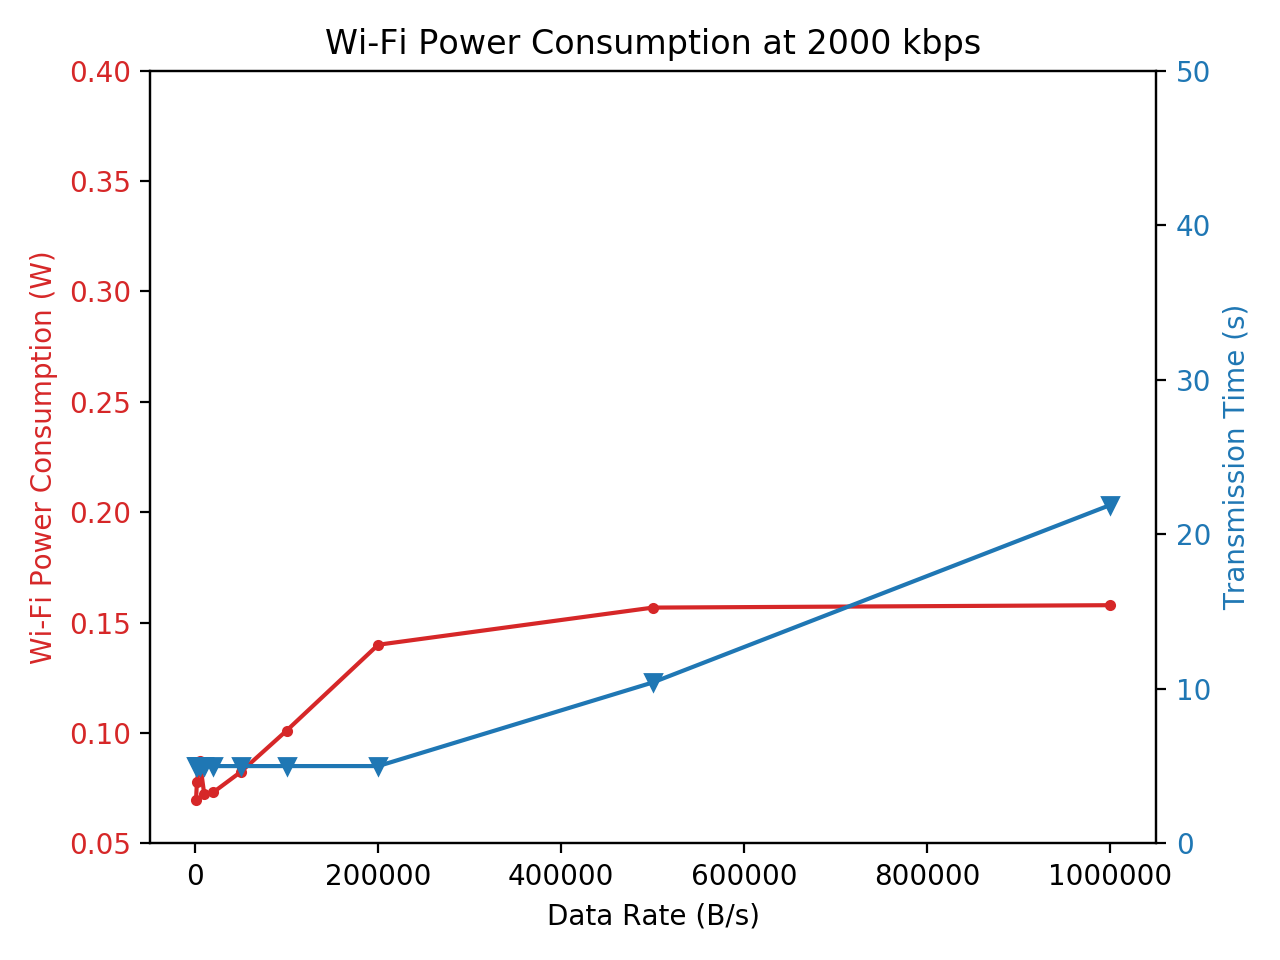 Wi-Fi Power Consumption at 2000 kbps
0.40
0.35
0.30
0.25
0.20
0.15
0.10
0.05
Wi-Fi Power Consumption (W)
50
40
30
20
10
0
Transmission Time (s)
0 200000 400000 600000 800000 1000000
Data Rate (B/s)